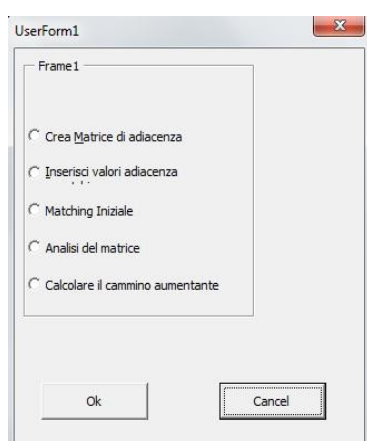 UserForm1
Frame1
Crea Matrice di adiacenza
Inserisci valori adiacenza
Matching Iniziale
Analisi del matrice
Calcolare il cammino aumentante
Ok
Cancel